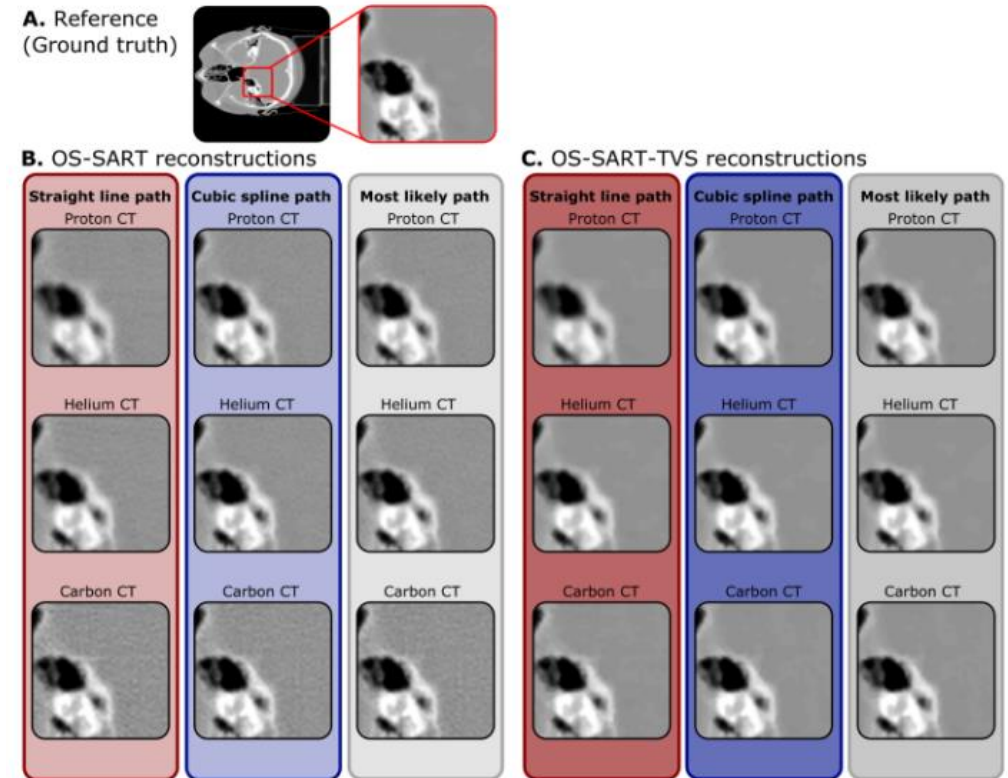 A. Reference
(Ground truth)
B. OS-SART reconstructions
Straight line path
Cubic spline path
Most likely path
Proton CT
Proton CT
Proton CT
Helium CT
Helium CT
Helium CT
Carbon CT
Carbon CT
Carbon CT
C. OS-SART-TVS reconstructions
Straight line path
Cubic spline path
Most likely path
Proton CT
Proton CT
Proton CT
Helium CT
Helium CT
Helium CT
Carbon CT
Carbon CT
Carbon CT